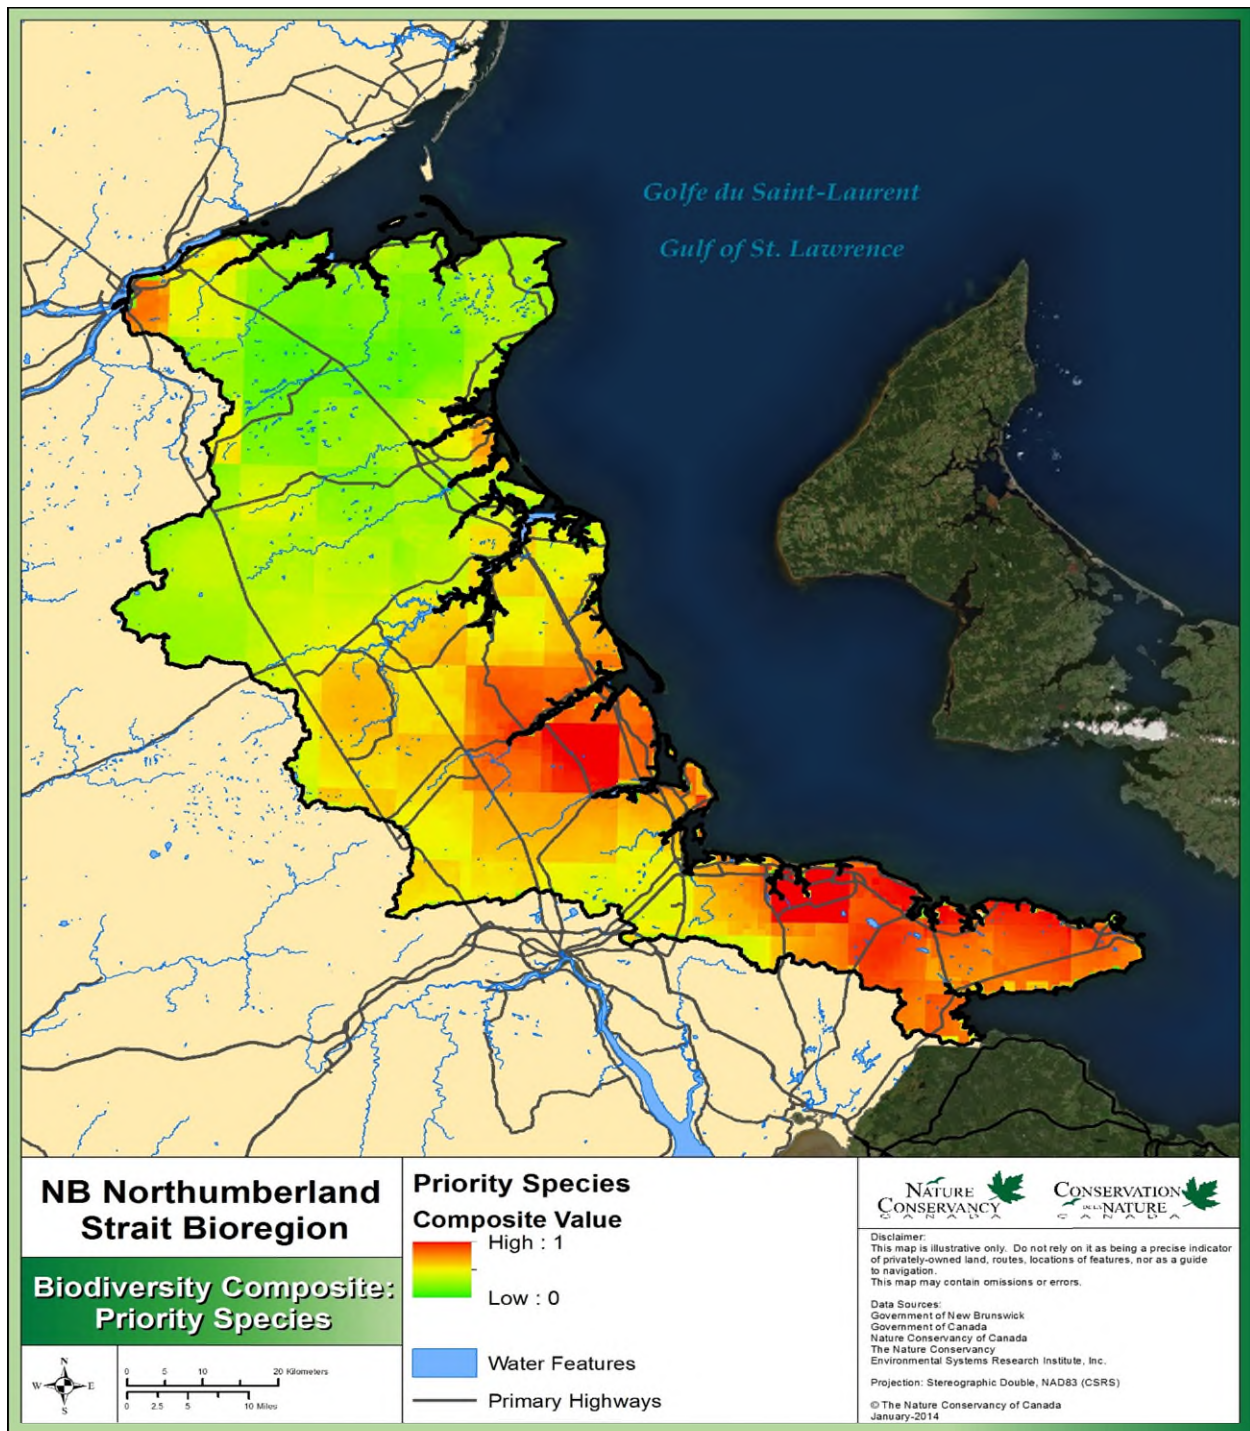 Golfe du Saint-Laurent
Gulf of St. Lawrence
NB Northumberland
Strait Bioregion
Biodiversity Composite:
Priority Species
N
W
E
S
0 5 10 20 Kilometers
0 2.5 5 10 Miles
Priority Species
Composite Value
High : 1
Low : 0
Water Features
Primary Highways
NATURE
CONSERVANCY
CANADA
CONSERVATION
DE LA NATURE
CANADA
Disclaimer:
This map is illustrative only. Do not rely on it as being a precise indicator
of privately-owned land, routes, locations of features, nor as a guide
to navigation.
This map may contain omissions or errors.
Data Sources:
Government of New Brunswick
Government of Canada
Nature Conservancy of Canada
The Nature Conservancy
Environmental Systems Research Institute, Inc.
Projection: Stereographic Double, NAD83 (CSRS)
© The Nature Conservancy of Canada
January-2014